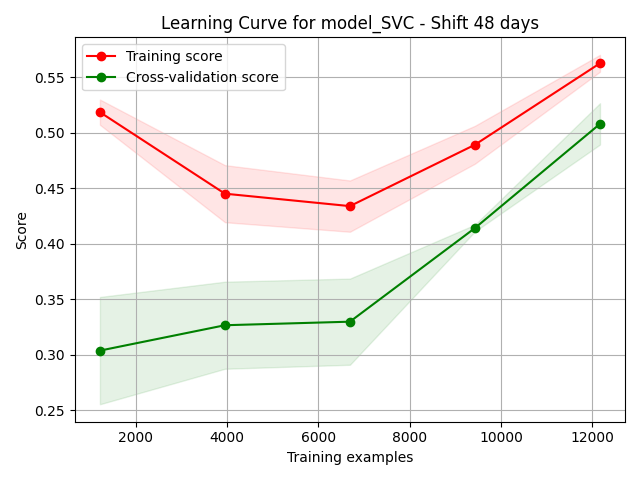 Learning Curve for model_SVC - Shift 48 days
Training score
Cross-validation score
0.55
0.50
0.45
0.40
0.35
0.30
0.25
Score
2000 4000 6000 8000 10000 12000
Training examples